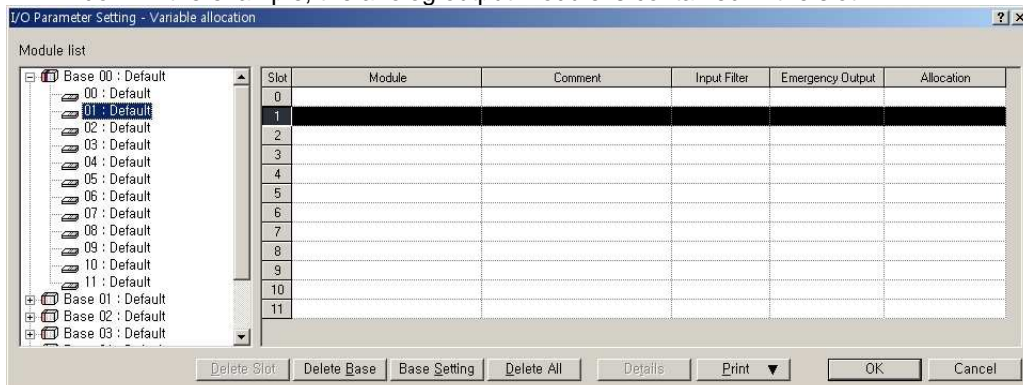 I/O Parameter Setting - Variable allocation
Module list
Base 00 : Default
00 : Default
01 : Default
02 : Default
03 : Default
04 : Default
05 : Default
06 : Default
07 : Default
08 : Default
09 : Default
10 : Default
11 : Default
Base 01 : Default
Base 02 : Default
Base 03 : Default
Slot Module Comment Input Filter Emergency Output Allocation
0
1
2
3
4
5
6
7
8
9
10
11
Delete Slot Delete Base Base Setting Delete All Details Print ▼ OK Cancel